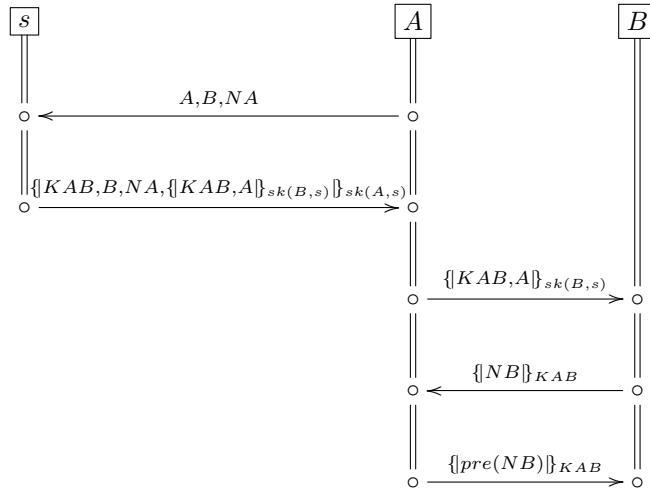 s A B
A,B,NA
{|KAB,B,NA,{|KAB,A|}sk(B,s)|}sk(A,s)
{|KAB,A|}sk(B,s)
{|NB|}KAB
{|pre(NB)|}KAB